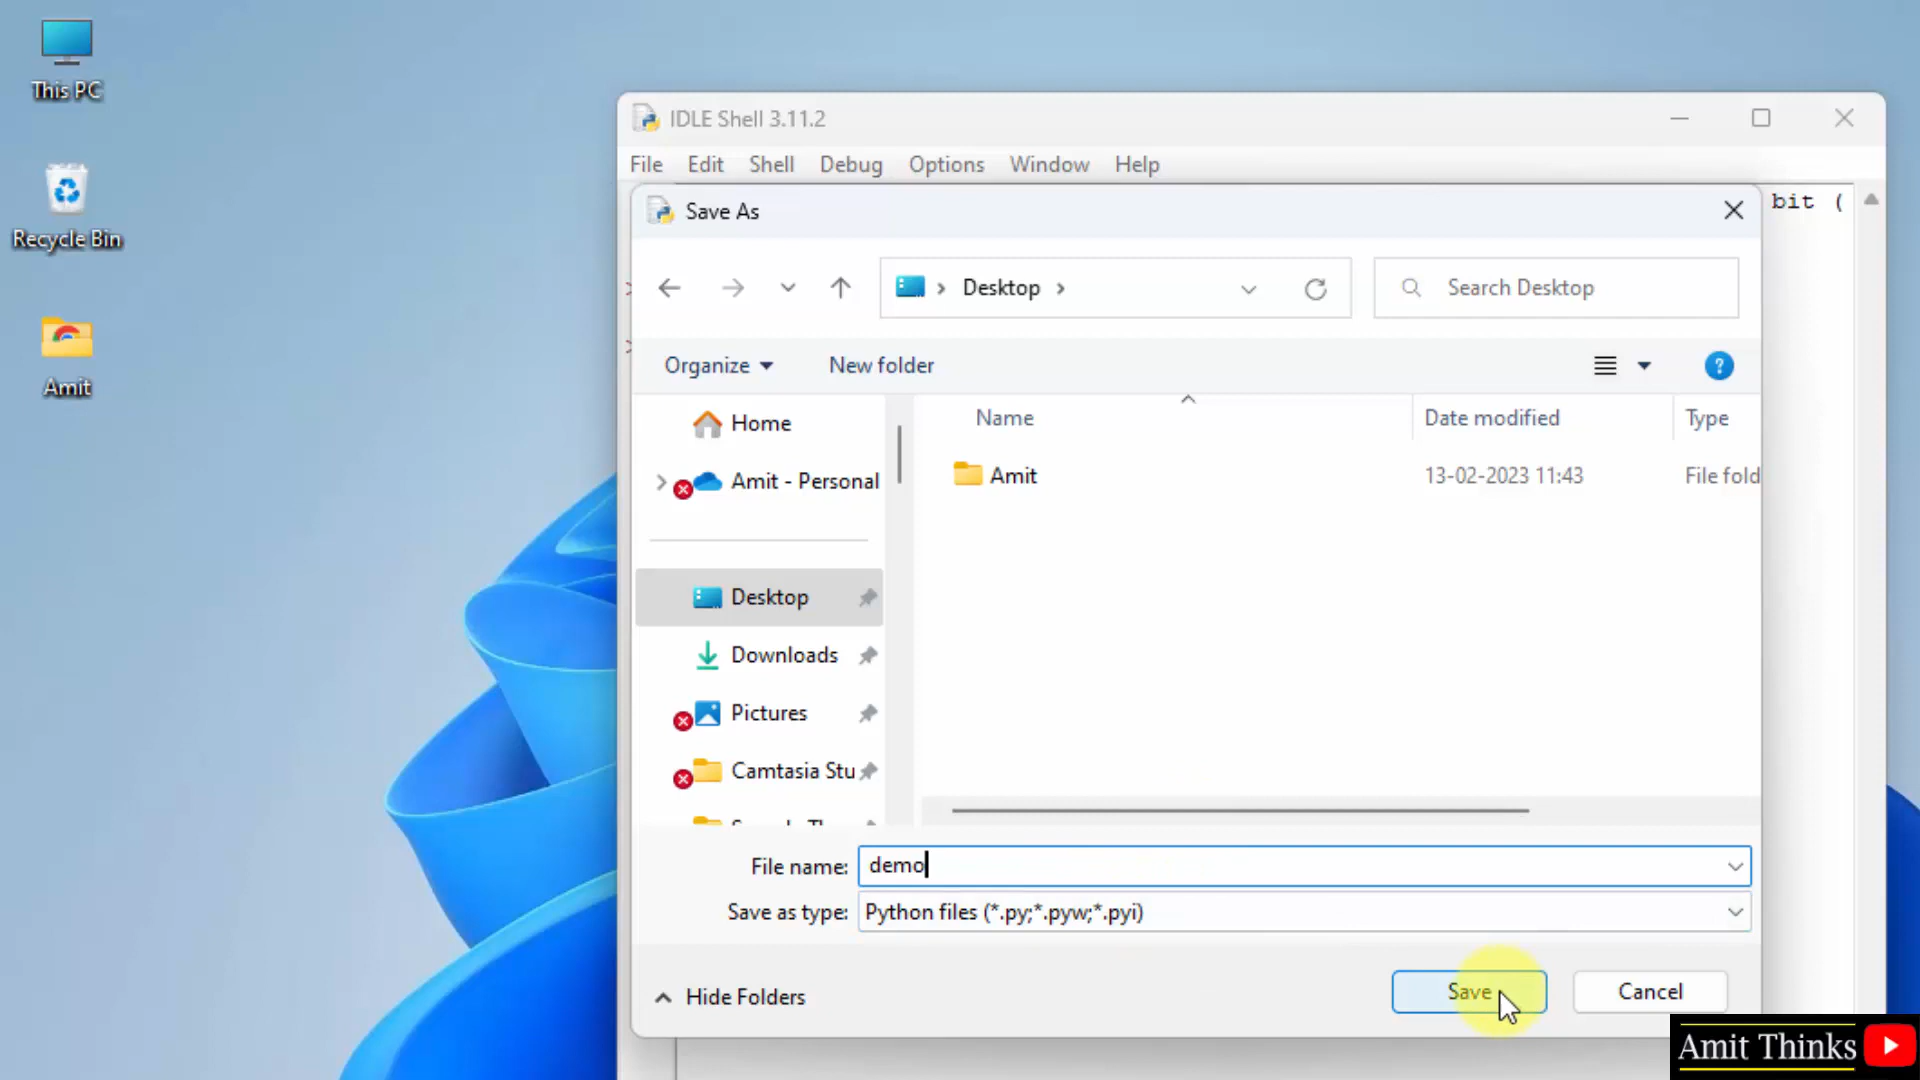 This PC
Recycle Bin
Amit
IDLE Shell 3.11.2
File Edit Shell Debug Options Window Help
bit (
Save As
Desktop
Search Desktop
Organize
New folder
Name
Date modified
Type
Home
Amit - Personal
Amit
13-02-2023 11:43
File fold
Desktop
Downloads
Pictures
Camtasia Stu
File name: demo
Save as type: Python files (*.py;*.pyw;*.pyi)
Hide Folders
Save
Cancel
Amit Thinks